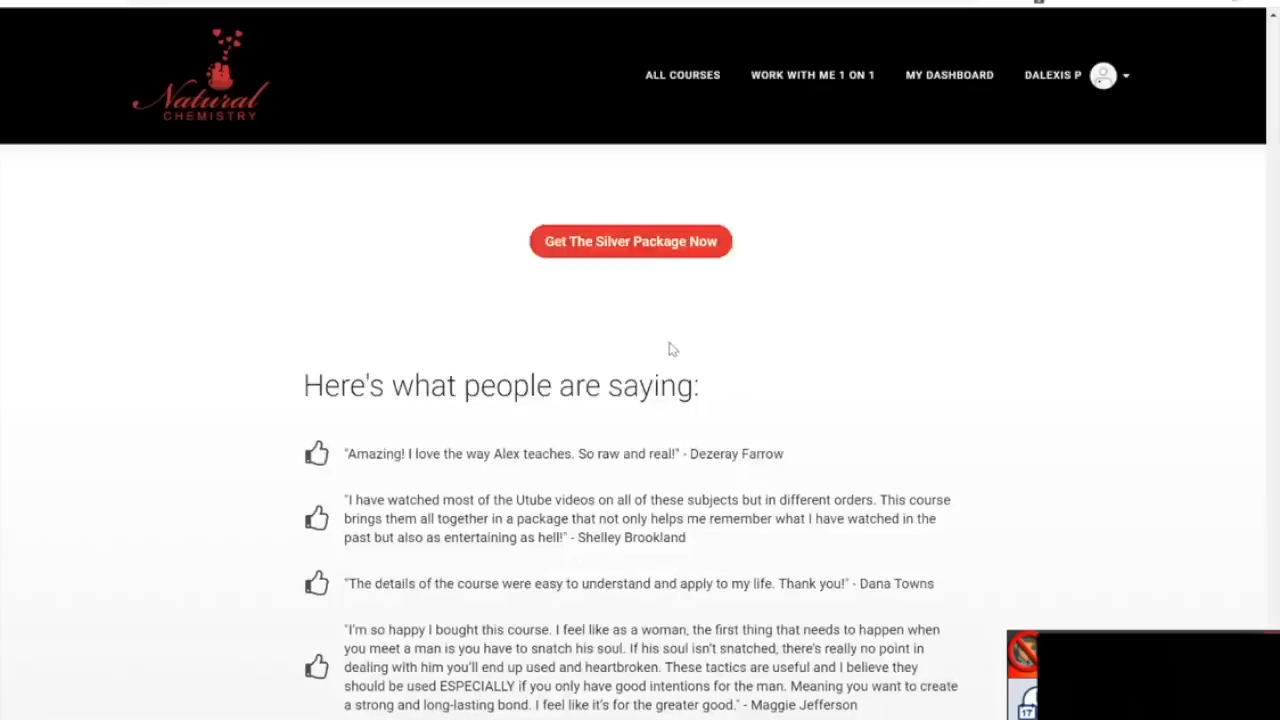 Natural
CHEMISTRY
ALL COURSES WORK WITH ME 1 ON 1 MY DASHBOARD DALEXIS P
Get The Silver Package Now
Here's what people are saying:
"Amazing! I love the way Alex teaches. So raw and real!" - Dezeray Farrow
"I have watched most of the Utube videos on all of these subjects but in different orders. This course
brings them all together in a package that not only helps me remember what I have watched in the
past but also as entertaining as hell!" - Shelley Brookland
"The details of the course were easy to understand and apply to my life. Thank you!" - Dana Towns
"I'm so happy I bought this course. I feel like as a woman, the first thing that needs to happen when
you meet a man is you have to snatch his soul. If his soul isn't snatched, there's really no point in
dealing with him you'll end up used and heartbroken. These tactics are useful and I believe they
should be used ESPECIALLY if you only have good intentions for the man. Meaning you want to create
a strong and long-lasting bond. I feel like it's for the greater good." - Maggie Jefferson
17